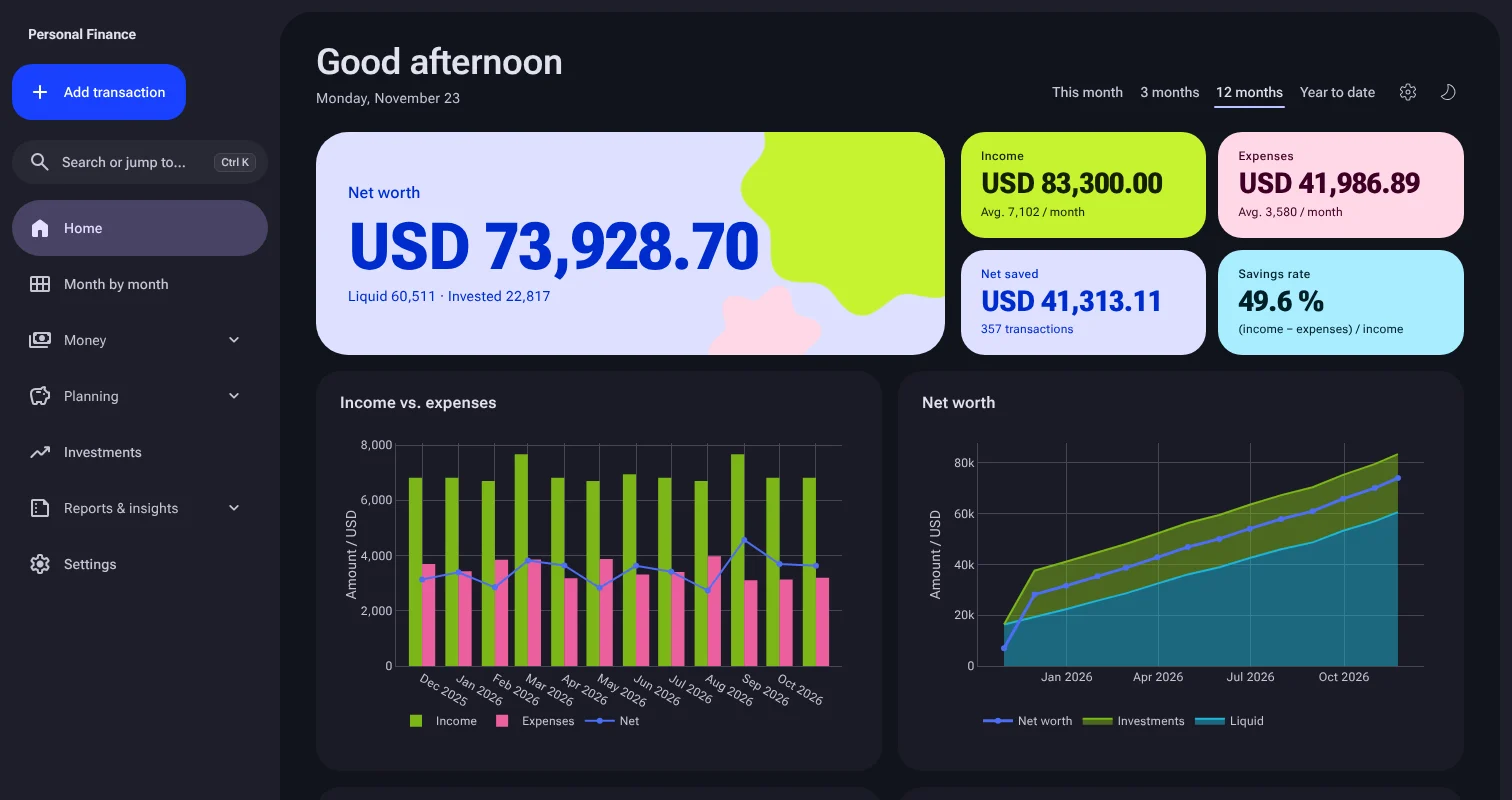 Personal Finance
Add transaction
Search or jump to...
Ctrl K
Home
Month by month
Money
Planning
Investments
Reports & insights
Settings
Good afternoon
Monday, November 23
This month
3 months
12 months
Year to date
Net worth
USD 73,928.70
Liquid 60,511 · Invested 22,817
Income
USD 83,300.00
Avg. 7,102 / month
Expenses
USD 41,986.89
Avg. 3,580 / month
Net saved
USD 41,313.11
357 transactions
Savings rate
49.6 %
(income − expenses) / income
Income vs. expenses
Amount / USD
8,000
6,000
4,000
2,000
0
Dec 2025
Jan 2026
Feb 2026
Mar 2026
Apr 2026
May 2026
Jun 2026
Jul 2026
Aug 2026
Sep 2026
Oct 2026
Income
Expenses
Net
Net worth
Amount / USD
80k
60k
40k
20k
0
Jan 2026
Apr 2026
Jul 2026
Oct 2026
Net worth
Investments
Liquid